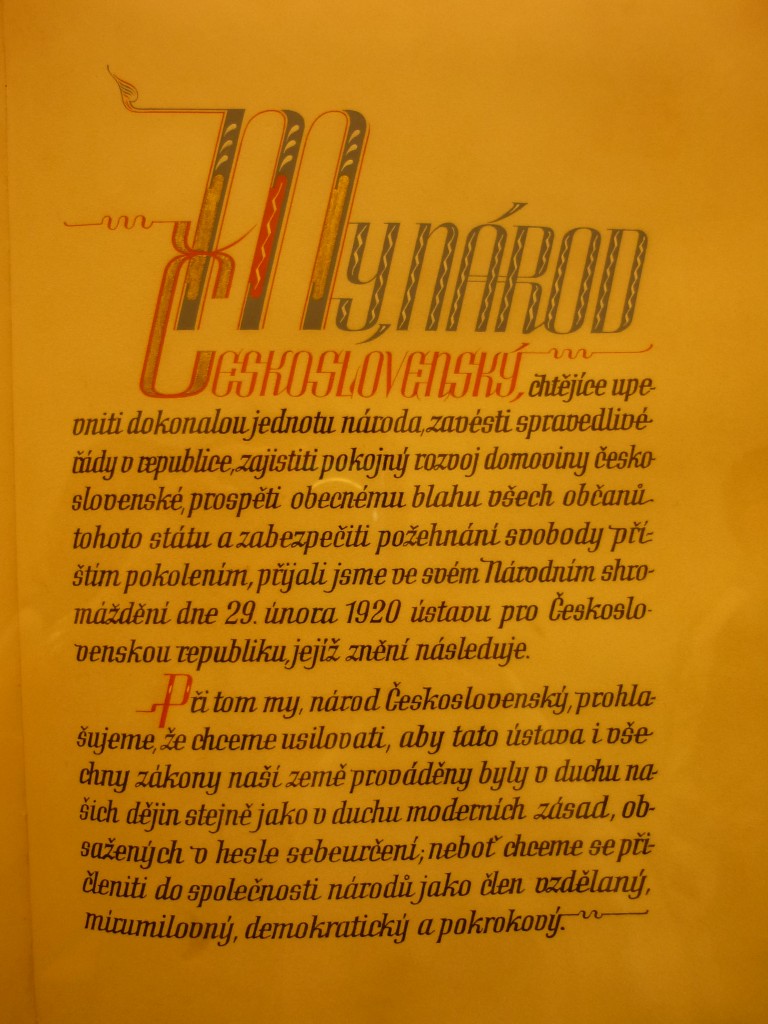 My, národ
Československý, chtějíce upe-
vniti dokonalou jednotu národa, zavésti spravedlivé
řády v republice, zajistiti pokojný rozvoj domoviny česko-
slovenské, prospěti obecnému blahu všech občanů
tohoto státu a zabezpečiti požehnání svobody pří-
štím pokolením, přijali jsme ve svém Národním shro-
máždění dne 29. února 1920 ústavu pro Českoslo-
venskou republiku, jejíž znění následuje.
Při tom my, národ Československý, prohla-
šujeme, že chceme usilovati, aby tato ústava i vše-
chny zákony naší země prováděny byly v duchu na-
šich dějin stejně jako v duchu moderních zásad, ob-
sažených v hesle sebeurčení; neboť chceme se při-
členiti do společnosti národů jako člen vzdělaný,
mírumilovný, demokratický a pokrokový.